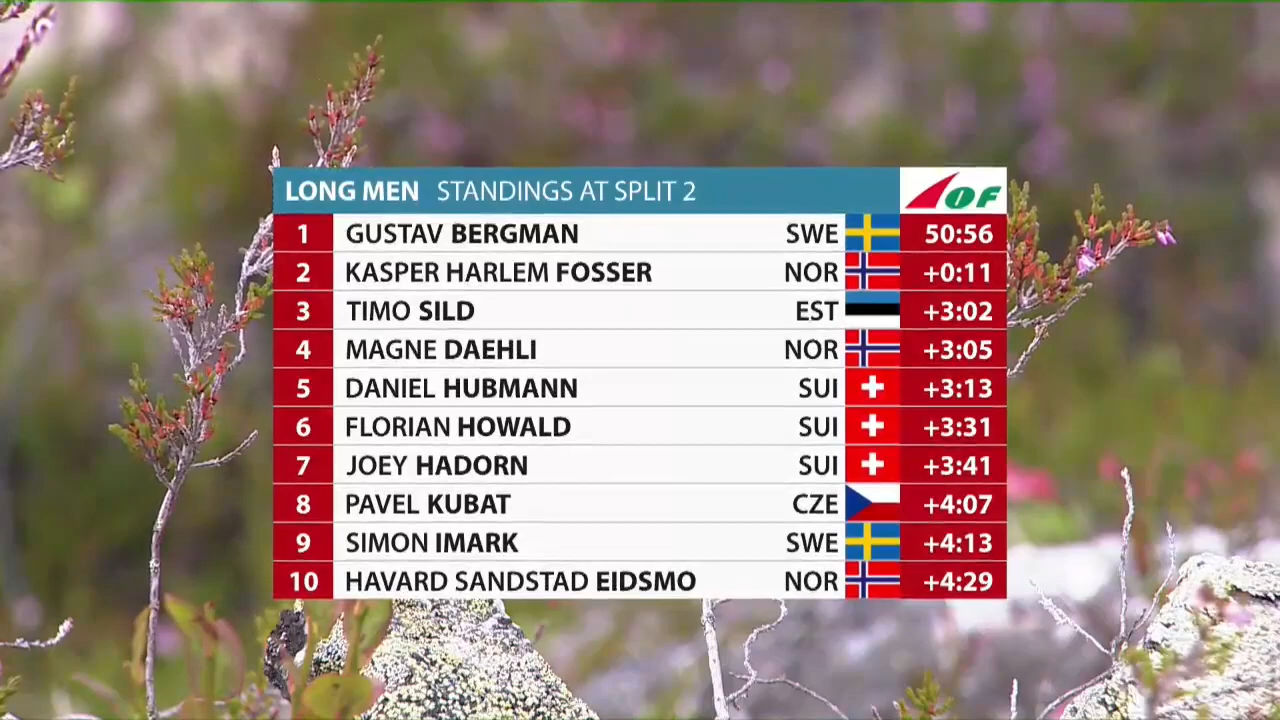 LONG MEN STANDINGS AT SPLIT 2 IOF
1 GUSTAV BERGMAN SWE 50:56
2 KASPER HARLEM FOSSER NOR +0:11
3 TIMO SILD EST +3:02
4 MAGNE DAEHLI NOR +3:05
5 DANIEL HUBMANN SUI +3:13
6 FLORIAN HOWALD SUI +3:31
7 JOEY HADORN SUI +3:41
8 PAVEL KUBAT CZE +4:07
9 SIMON IMARK SWE +4:13
10 HAVARD SANDSTAD EIDSMO NOR +4:29